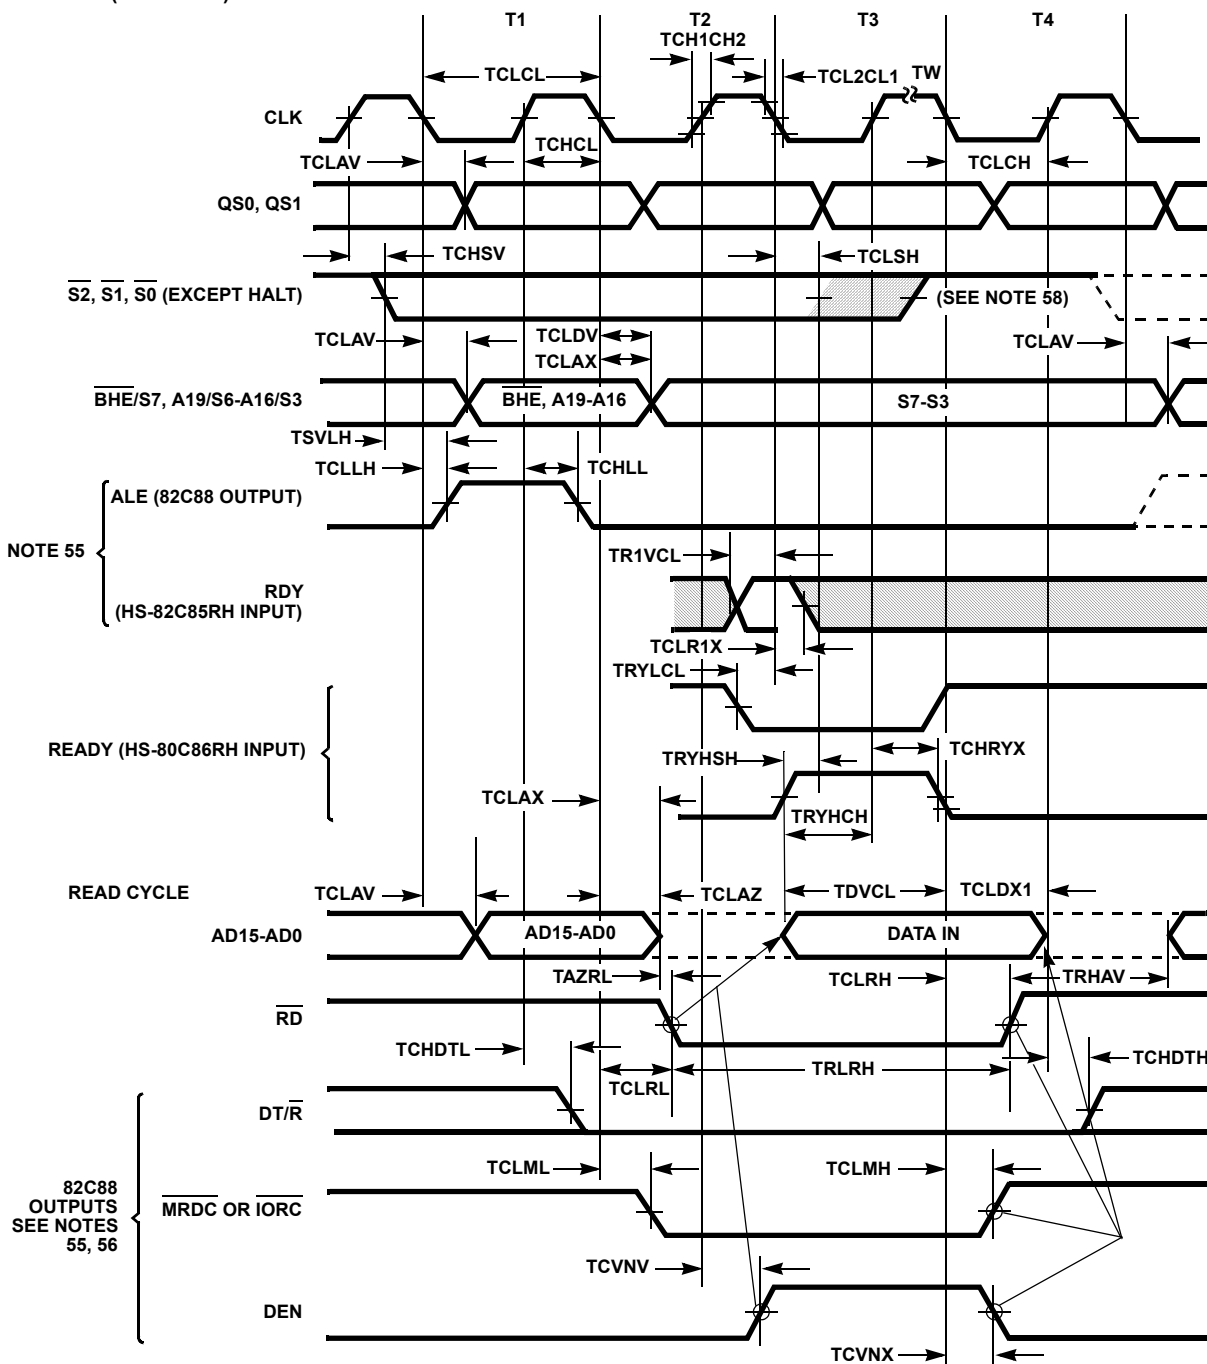 T1 T2 T3 T4
TCH1CH2
TCLCL TCL2CL1 TW
CLK
TCHCL
TCLAV TCLCH
QS0, QS1
TCHSV TCLSH
S2, S1, S0 (EXCEPT HALT) (SEE NOTE 58)
TCLAV TCLDV TCLAV
TCLAX
BHE/S7, A19/S6-A16/S3 BHE, A19-A16 S7-S3
TSVLH
TCLLH TCHLL
ALE (82C88 OUTPUT)
NOTE 55
TR1VCL
RDY
(HS-82C85RH INPUT)
TCLR1X
TRYLCL
READY (HS-80C86RH INPUT)
TCHRYX
TRYHSH
TCLAX
TRYHCH
READ CYCLE TCLAV TCLAZ TDVCL TCLDX1
AD15-AD0 AD15-AD0 DATA IN
TAZRL TCLRH TRHAV
RD
TCHDTL TCHDTH
TCLRL TRLRH
DT/R
TCLML TCLMH
82C88
OUTPUTS
SEE NOTES
55, 56
MRDC OR IORC
TCVNV
DEN
TCVNX